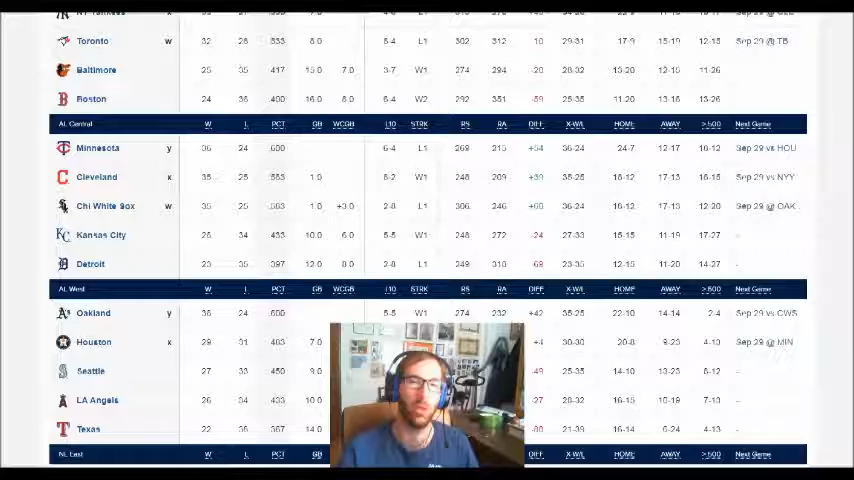 Toronto w 32 28 533 8.0 5-4 L1 302 312 -10 29-31 17-9 15-19 12-15 Sep 29 @ TB
Baltimore 25 35 417 15.0 7.0 3-7 W1 274 294 -20 28-32 13-20 12-15 11-26
Boston 24 36 400 16.0 8.0 6-4 W2 292 351 -59 25-35 11-20 13-16 13-26
AL Central W L PCT GB WCGB L10 STRK RS RA DIFF X-W/L HOME AWAY >.500 Next Game
Minnesota y 36 24 600 6-4 L1 269 215 +54 36-24 24-7 12-17 Sep 29 vs HOU
Cleveland x 35 25 583 1.0 8-2 W1 248 209 +39 35-25 18-12 17-13 Sep 29 vs NYY
Chi White Sox w 35 25 583 1.0 +3.0 2-8 L1 306 246 +60 36-24 18-12 17-13 12-20 Sep 29 @ OAK
Kansas City 26 34 433 10.0 6.0 5-5 W1 248 272 -24 27-33 15-15 11-19 17-27 -
Detroit 23 35 397 12.0 8.0 2-8 L1 249 318 -69 23-35 12-15 11-20 14-27 -
AL West W L PCT GB WCGB L10 STRK RS RA DIFF X-W/L HOME AWAY >.500 Next Game
Oakland y 36 24 600 5-5 W1 274 232 +42 22-10 14-14 2-4 Sep 29 vs CWS
Houston x 29 31 483 7.0 +4 30-30 20-8 9-23 4-10 Sep 29 @ MIN
Seattle 27 33 450 9.0 -49 25-35 14-10 13-23 -
LA Angels 26 34 433 10.0 -27 28-32 16-15 10-19 7-13 -
Texas 22 38 367 14.0 21-39 16-14 6-24 4-13 -
NL East W L PCT GB DIFF X-W/L HOME AWAY >.500 Next Game